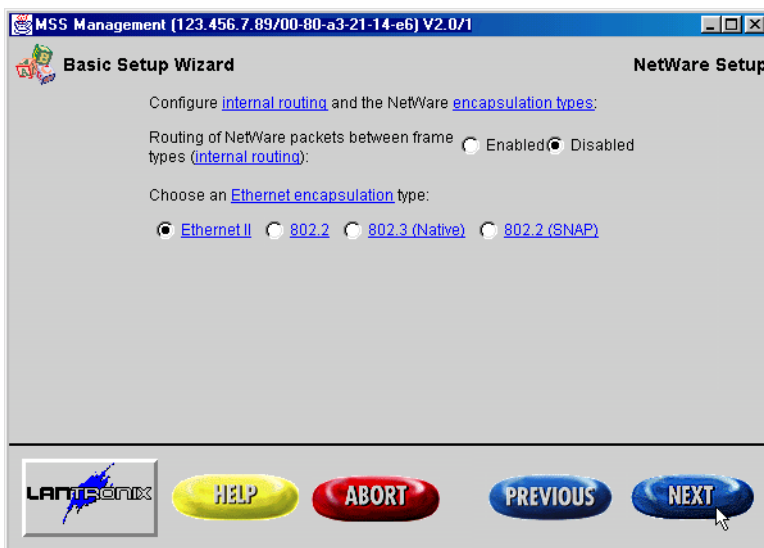 MSS Management (123.456.7.89/00-80-a3-21-14-e6) V2.0/1
Basic Setup Wizard
NetWare Setup
Configure internal routing and the NetWare encapsulation types:
Routing of NetWare packets between frame
types (internal routing):
Enabled Disabled
Choose an Ethernet encapsulation type:
Ethernet II 802.2 802.3 (Native) 802.2 (SNAP)
LANTRONIX
HELP
ABORT
PREVIOUS
NEXT